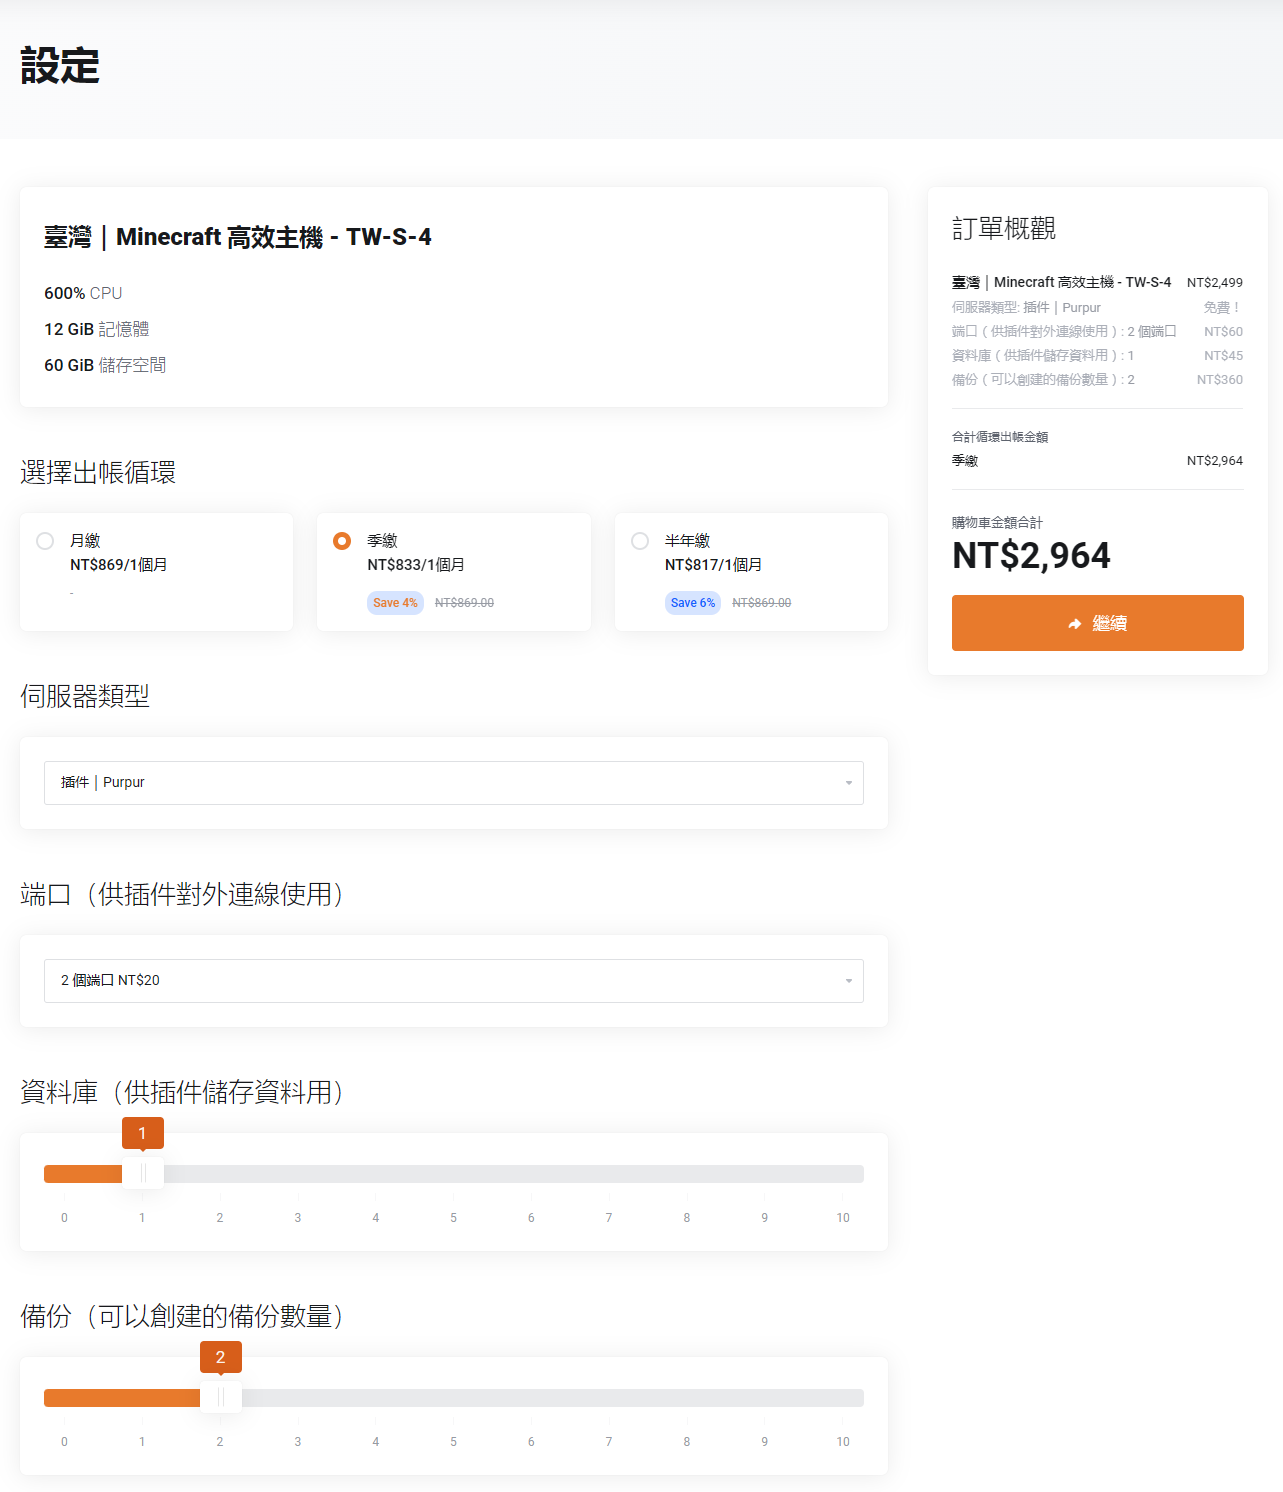 設定
臺灣｜Minecraft 高效主機 - TW-S-4
600% CPU
12 GiB 記憶體
60 GiB 儲存空間
選擇出帳循環
月繳
NT$869/1個月
-
季繳
NT$833/1個月
Save 4% NT$869.00
半年繳
NT$817/1個月
Save 6% NT$869.00
伺服器類型
插件｜Purpur
端口（供插件對外連線使用）
2 個端口 NT$20
資料庫（供插件儲存資料用）
1
0 1 2 3 4 5 6 7 8 9 10
備份（可以創建的備份數量）
2
0 1 2 3 4 5 6 7 8 9 10
訂單概觀
臺灣｜Minecraft 高效主機 - TW-S-4 NT$2,499
伺服器類型: 插件｜Purpur 免費！
端口（供插件對外連線使用）: 2 個端口 NT$60
資料庫（供插件儲存資料用）: 1 NT$45
備份（可以創建的備份數量）: 2 NT$360
合計循環出帳金額
季繳 NT$2,964
購物車金額合計
NT$2,964
繼續